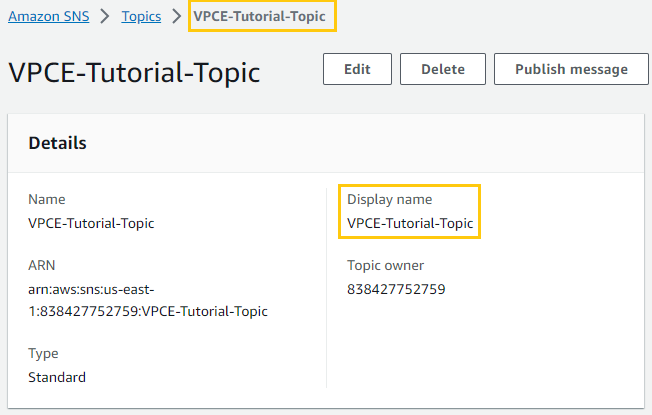 Amazon SNS > Topics > VPCE-Tutorial-Topic
VPCE-Tutorial-Topic
Edit
Delete
Publish message
Details
Name
VPCE-Tutorial-Topic
ARN
arn:aws:sns:us-east-
1:838427752759:VPCE-Tutorial-Topic
Type
Standard
Display name
VPCE-Tutorial-Topic
Topic owner
838427752759